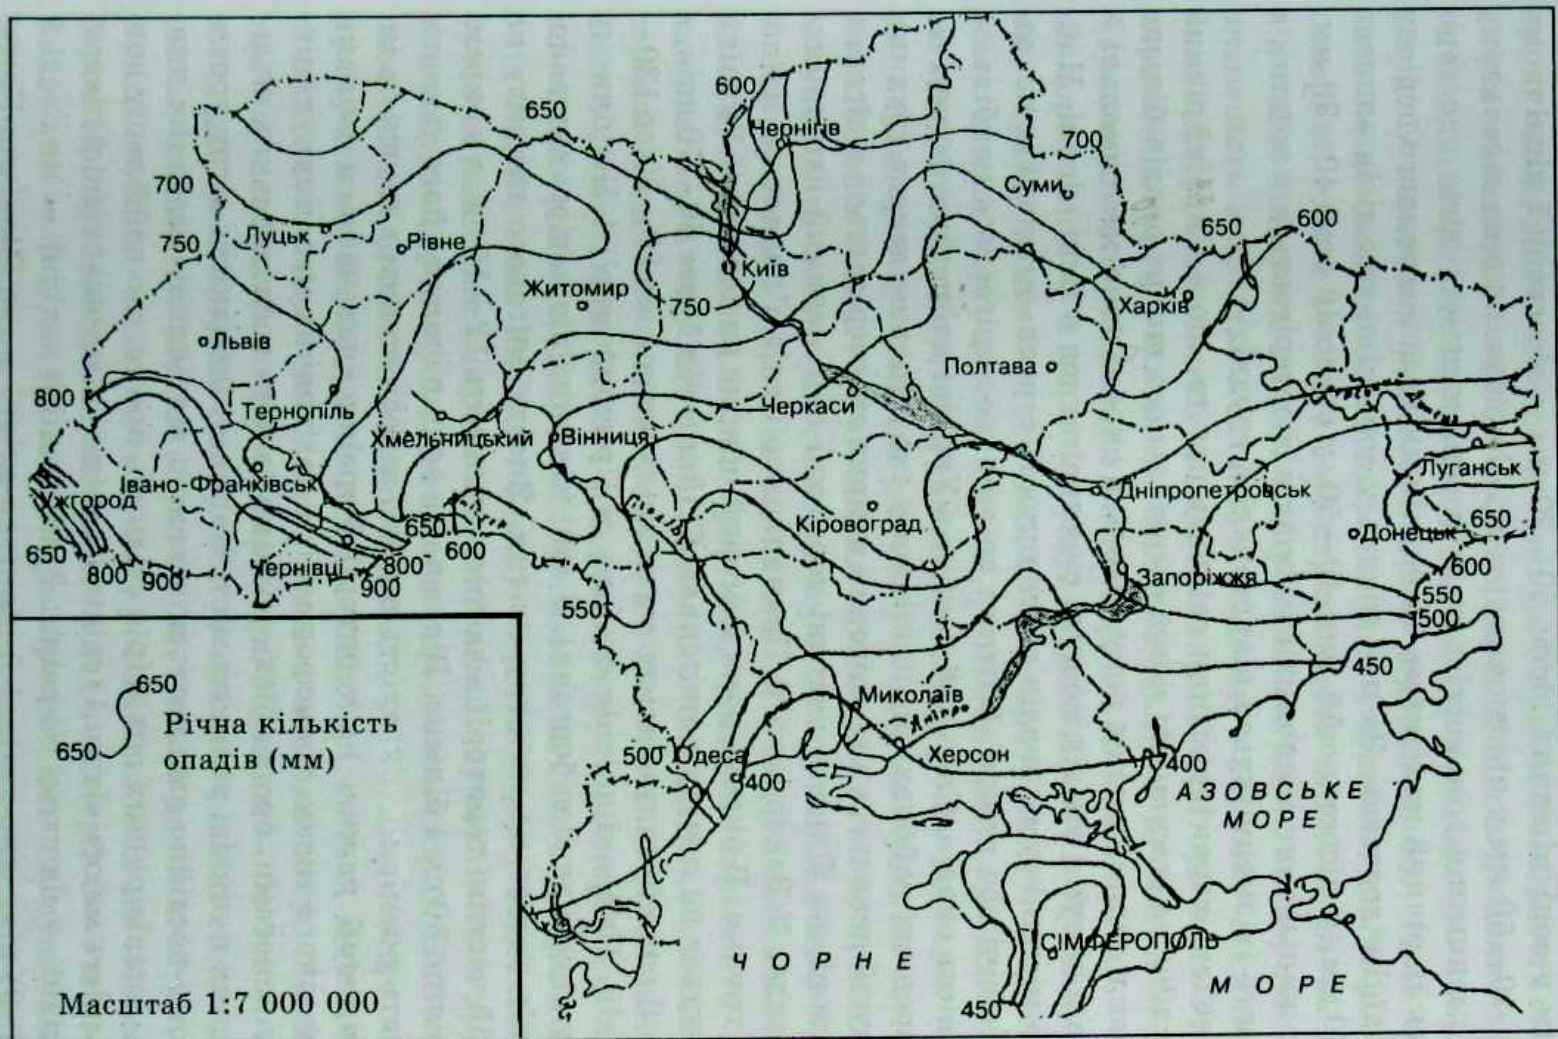 600
650
Чернігів
700
700
Суми
Луцьк
Рівне
750
650
600
Київ
Житомир
750
Харків
Львів
Полтава
800
Тернопіль
Черкаси
Хмельницький
Вінниця
Луганськ
Івано-Франківськ
Ужгород
Дніпропетровськ
Кіровоград
650
650
Донецьк
600
650
800
900
Чернівці
800
900
600
Запоріжжя
550
550
500
450
Миколаїв
Дніпро
500
Одеса
400
Херсон
400
АЗОВСЬКЕ
МОРЕ
СІМФЕРОПОЛЬ
ЧОРНЕ
МОРЕ
450
650
650
Річна кількість
опадів (мм)
Масштаб 1:7 000 000